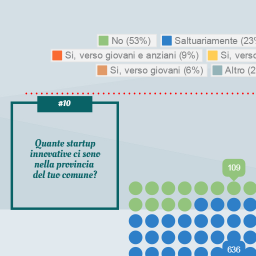 No (53%) Saltuariamente (23%
Si, verso giovani e anziani (9%) Si, verso
Si, verso giovani (6%) Altro (2
#10
Quante startup
innovative ci sono
nella provincia
del tuo comune?
109
636